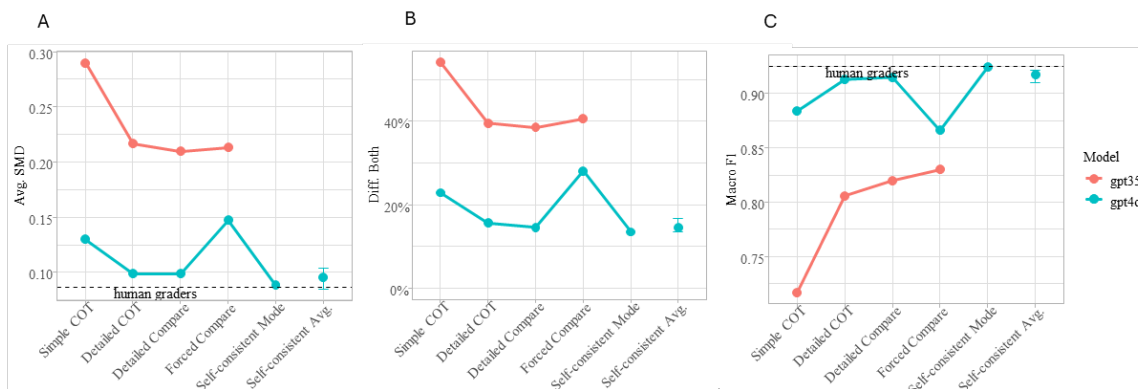 A
B
C
0.30
0.25
0.20
0.15
0.10
Avg. SMD
human graders
Simple COT
Detailed COT
Detailed Compare
Forced Compare
Self-consistent Mode
Self-consistent Avg.
40%
20%
0%
Diff. Both
Simple COT
Detailed COT
Detailed Compare
Forced Compare
Self-consistent Mode
Self-consistent Avg.
0.90
0.85
0.80
0.75
Macro F1
human graders
Simple COT
Detailed COT
Detailed Compare
Forced Compare
Self-consistent Mode
Self-consistent Avg.
Model
gpt35